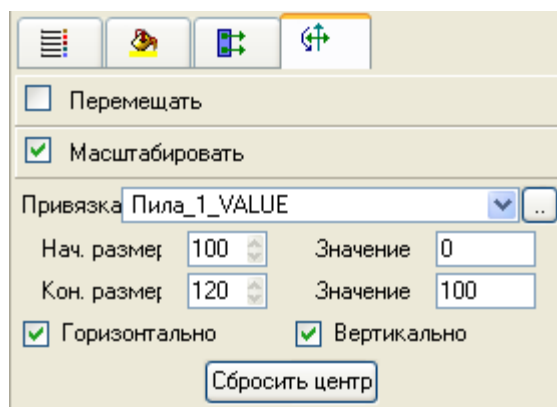 Перемещать
Масштабировать
Привязка Пила_1_VALUE ..
Нач. размер 100 Значение 0
Кон. размер 120 Значение 100
Горизонтально Вертикально
Сбросить центр